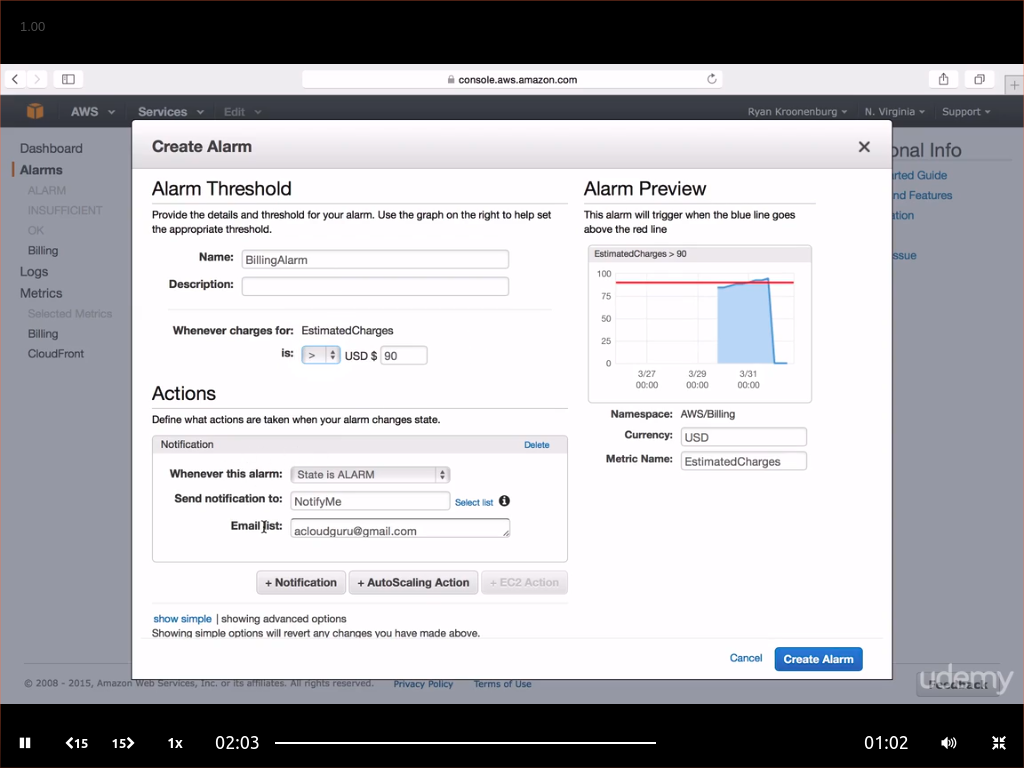 1.00
console.aws.amazon.com
AWS Services Edit Ryan Kroonenburg N. Virginia Support
Dashboard
Alarms
ALARM
INSUFFICIENT
OK
Billing
Logs
Metrics
Selected Metrics
Billing
CloudFront
Create Alarm
Alarm Threshold
Provide the details and threshold for your alarm. Use the graph on the right to help set
the appropriate threshold.
Name: BillingAlarm
Description:
Whenever charges for: EstimatedCharges
is: > USD $ 90
Actions
Define what actions are taken when your alarm changes state.
Notification Delete
Whenever this alarm: State is ALARM
Send notification to: NotifyMe Select list
Email list: acloudguru@gmail.com
+ Notification + AutoScaling Action + EC2 Action
show simple | showing advanced options
Showing simple options will revert any changes you have made above.
Alarm Preview
This alarm will trigger when the blue line goes
above the red line
EstimatedCharges > 90
100
75
50
25
0
3/27 3/29 3/31
00:00 00:00 00:00
Namespace: AWS/Billing
Currency: USD
Metric Name: EstimatedCharges
Cancel Create Alarm
onal Info
rted Guide
nd Features
ation
ssue
© 2008 - 2015, Amazon Web Services, Inc. or its affiliates. All rights reserved. Privacy Policy Terms of Use
Feedback
udemy
15 15 1x 02:03 01:02